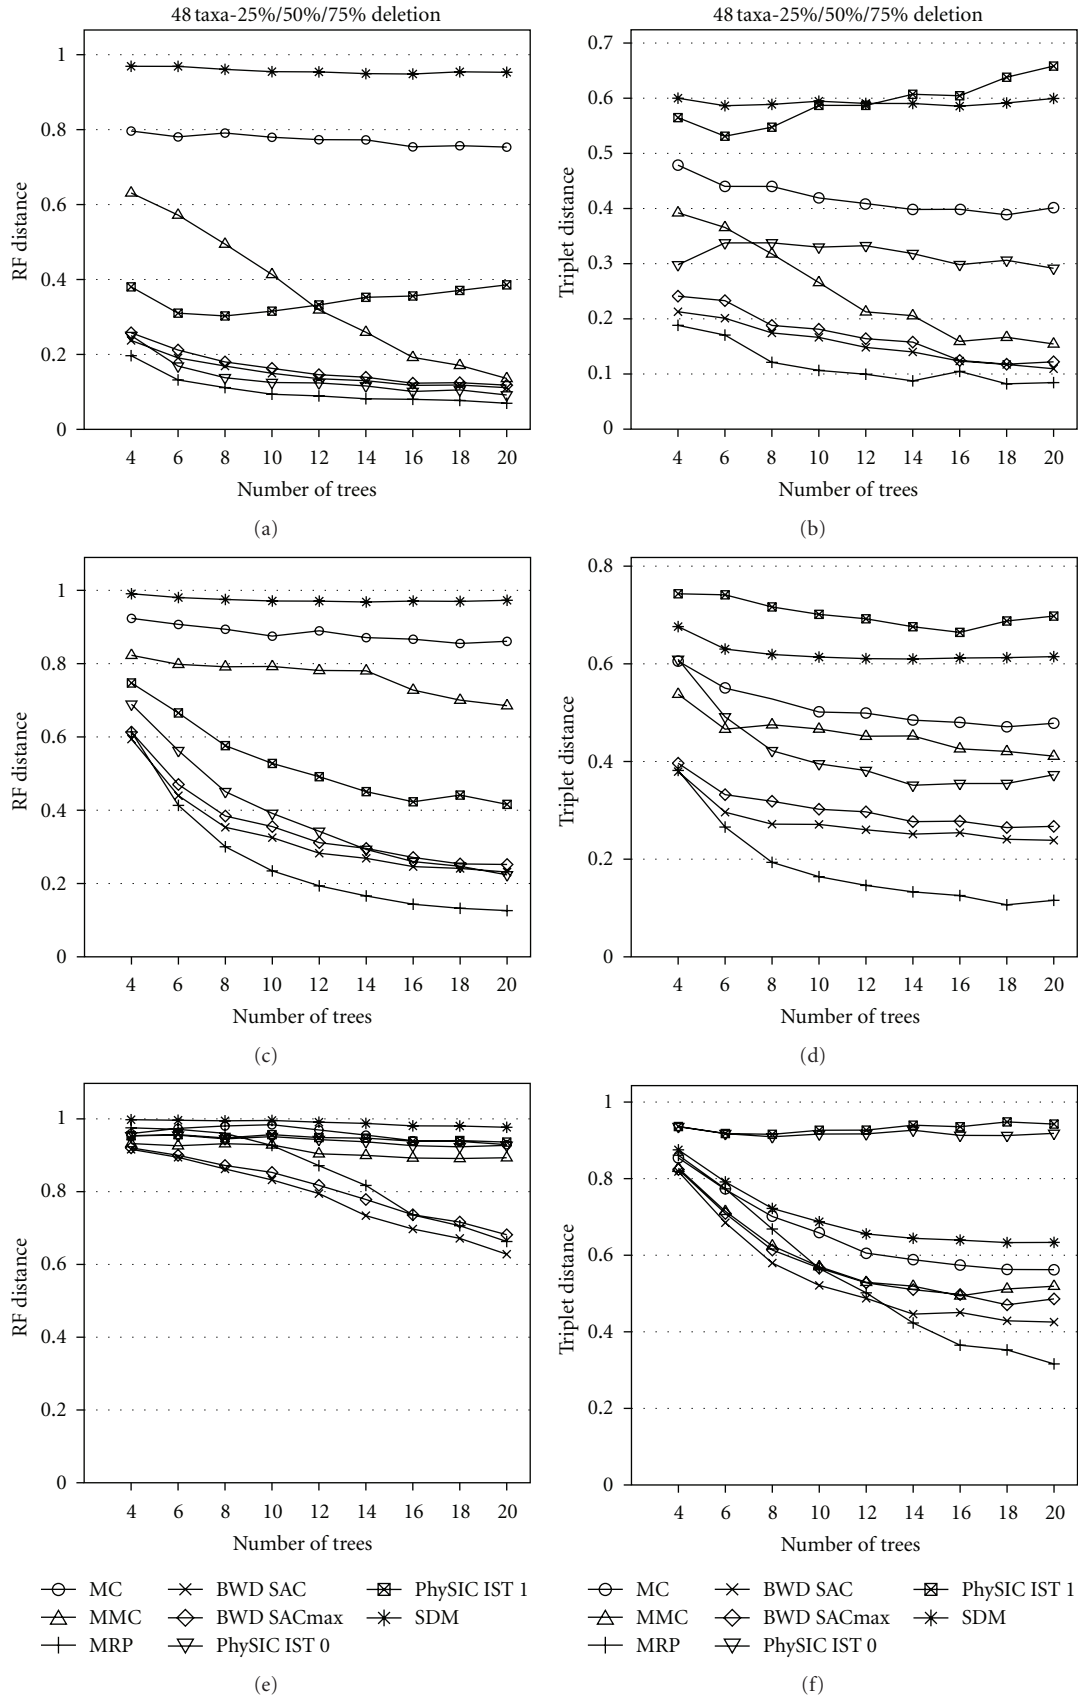 48 taxa-25%/50%/75% deletion
1
0.8
0.6
0.4
0.2
0
RF distance
4 6 8 10 12 14 16 18 20
Number of trees
(a)
48 taxa-25%/50%/75% deletion
0.7
0.6
0.5
0.4
0.3
0.2
0.1
0
Triplet distance
4 6 8 10 12 14 16 18 20
Number of trees
(b)
1
0.8
0.6
0.4
0.2
0
RF distance
4 6 8 10 12 14 16 18 20
Number of trees
(c)
0.8
0.6
0.4
0.2
0
Triplet distance
4 6 8 10 12 14 16 18 20
Number of trees
(d)
1
0.8
0.6
0.4
0.2
0
RF distance
4 6 8 10 12 14 16 18 20
Number of trees
MC BWD SAC PhySIC IST 1
MMC BWD SACmax SDM
MRP PhySIC IST 0
(e)
1
0.8
0.6
0.4
0.2
0
Triplet distance
4 6 8 10 12 14 16 18 20
Number of trees
MC BWD SAC PhySIC IST 1
MMC BWD SACmax SDM
MRP PhySIC IST 0
(f)